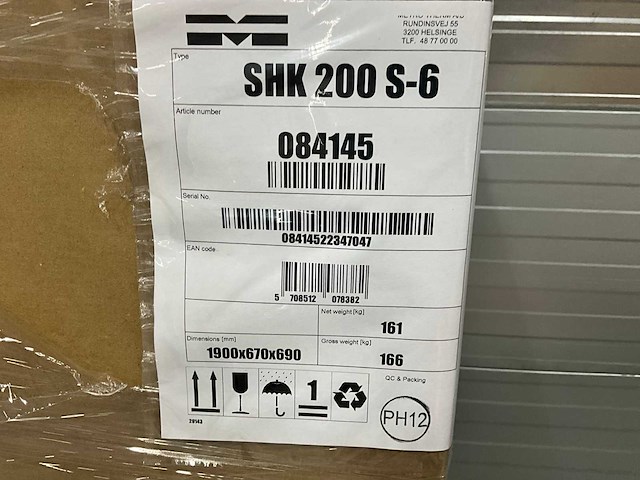 RUNDINSVEJ 55
3200 HELSINGE
TLF. 48 77 00 00
Type
SHK 200 S-6
Article number
084145
Serial No.
08414522347047
EAN code
5 708512 078382
Net weight [kg]
161
Dimensions [mm]
1900x670x690
Gross weight [kg]
166
1
QC & Packing
PH12
29143